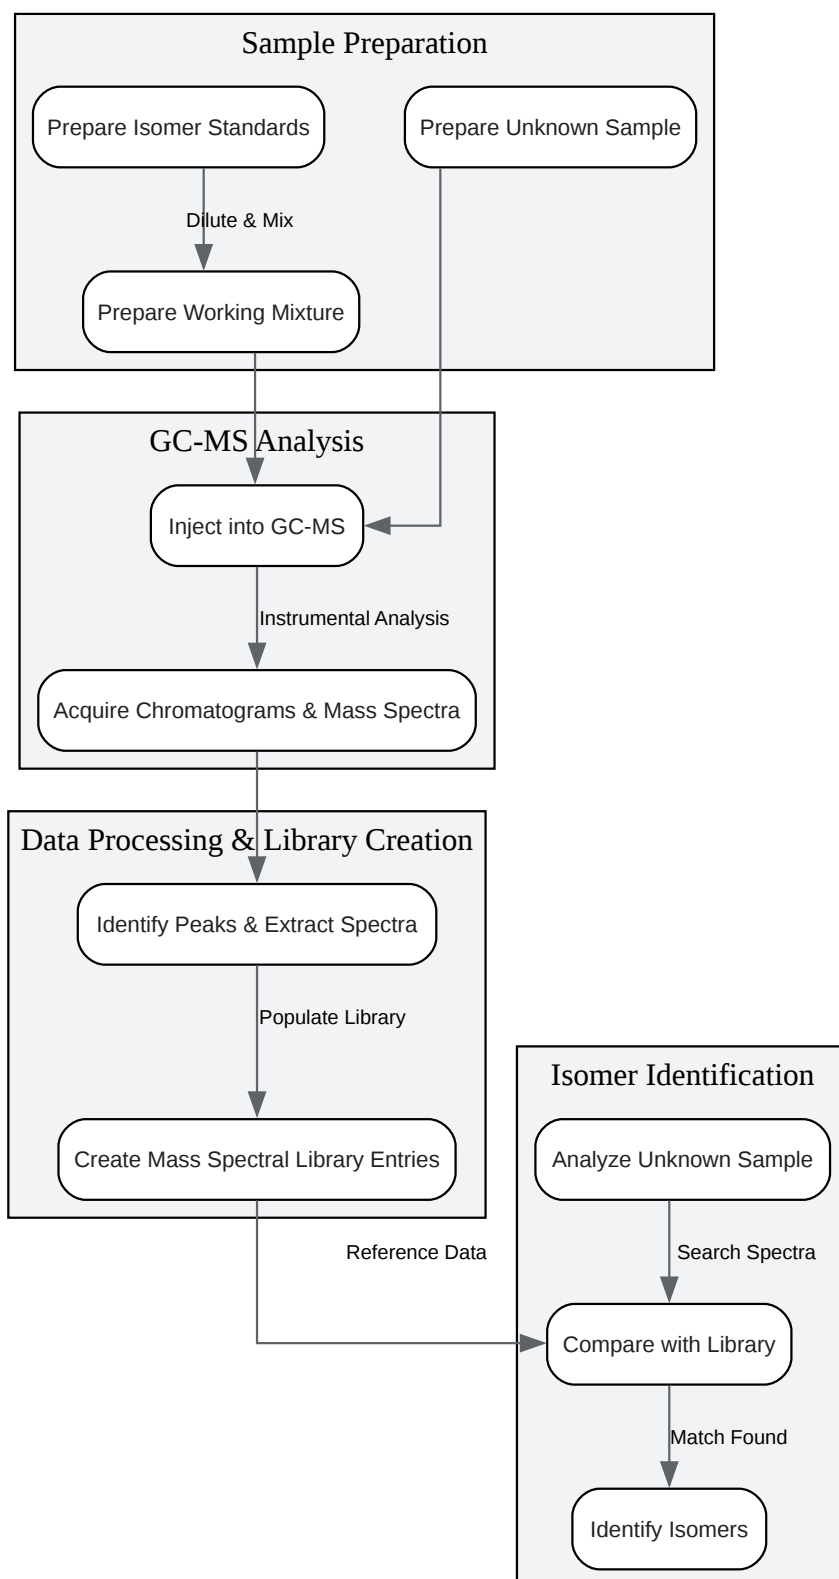 Sample Preparation
Prepare Isomer Standards
Prepare Unknown Sample
Dilute & Mix
Prepare Working Mixture
GC-MS Analysis
Inject into GC-MS
Instrumental Analysis
Acquire Chromatograms & Mass Spectra
Data Processing & Library Creation
Identify Peaks & Extract Spectra
Populate Library
Create Mass Spectral Library Entries
Reference Data
Isomer Identification
Analyze Unknown Sample
Search Spectra
Compare with Library
Match Found
Identify Isomers